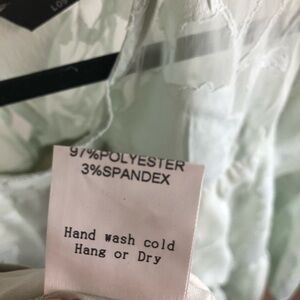 97%POLYESTER
3%SPANDEX
Hand wash cold
Hang or Dry